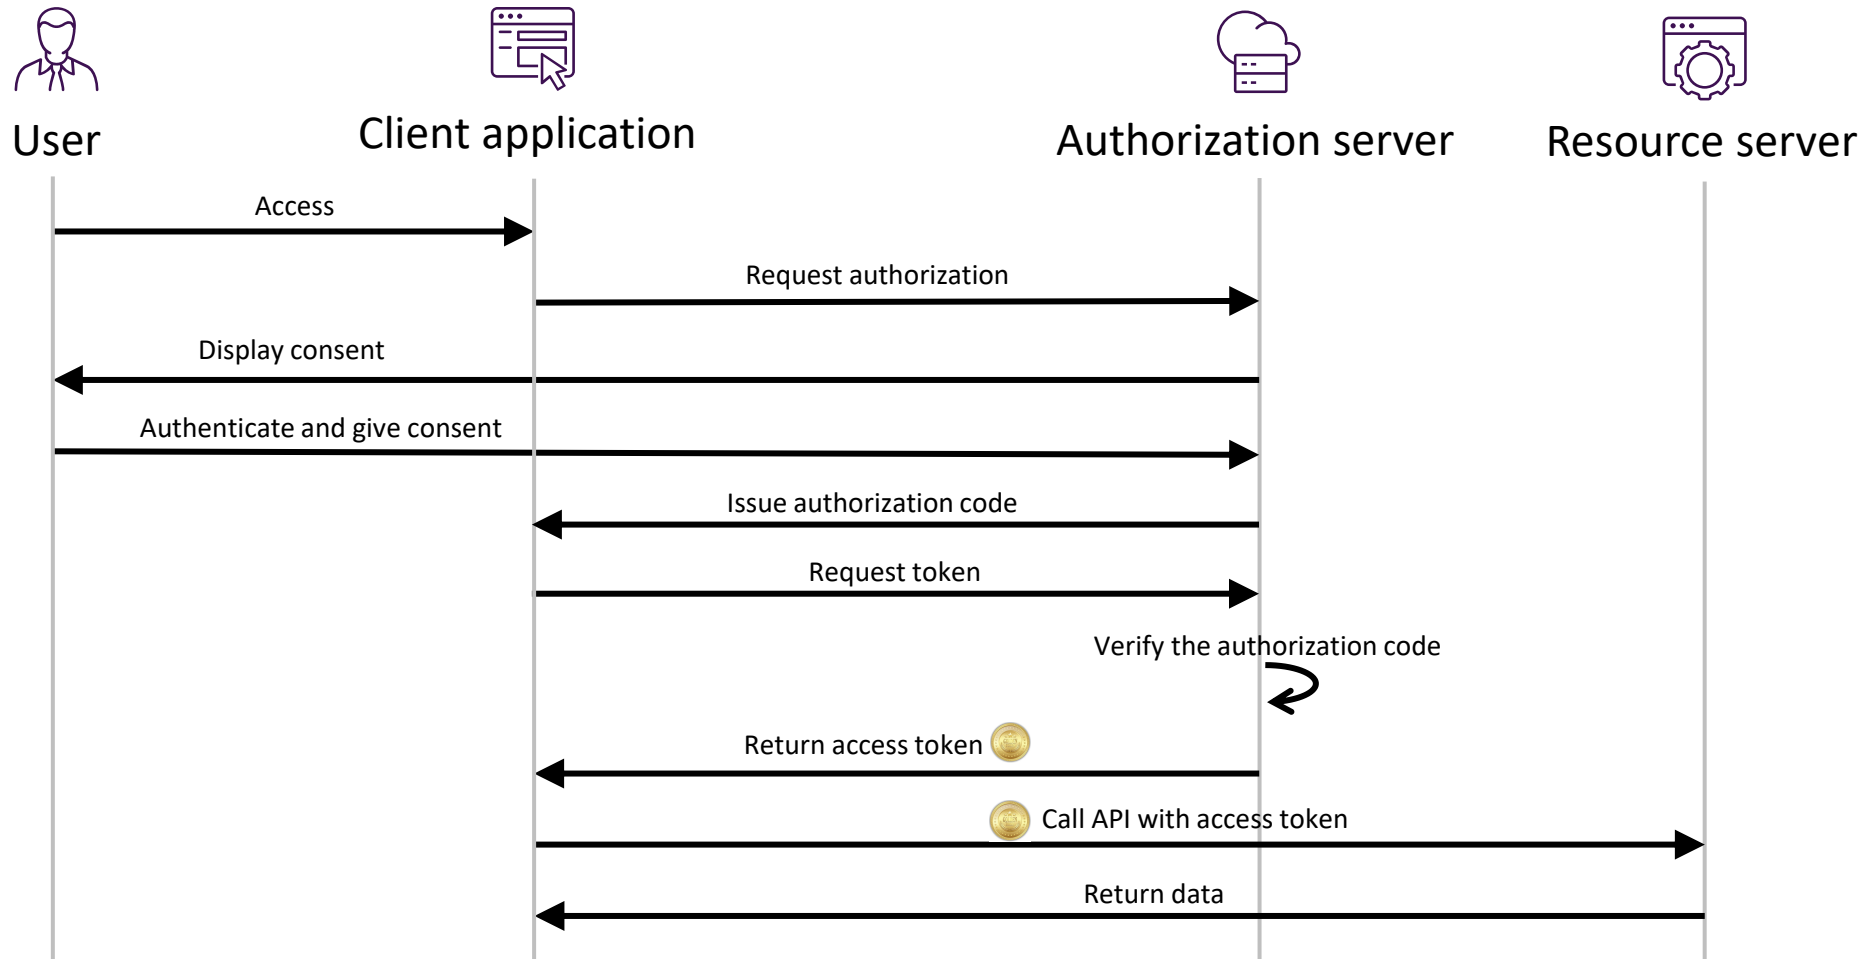 User
Client application
Authorization server
Resource server
Access
Request authorization
Display consent
Authenticate and give consent
Issue authorization code
Request token
Verify the authorization code
Return access token
Call API with access token
Return data